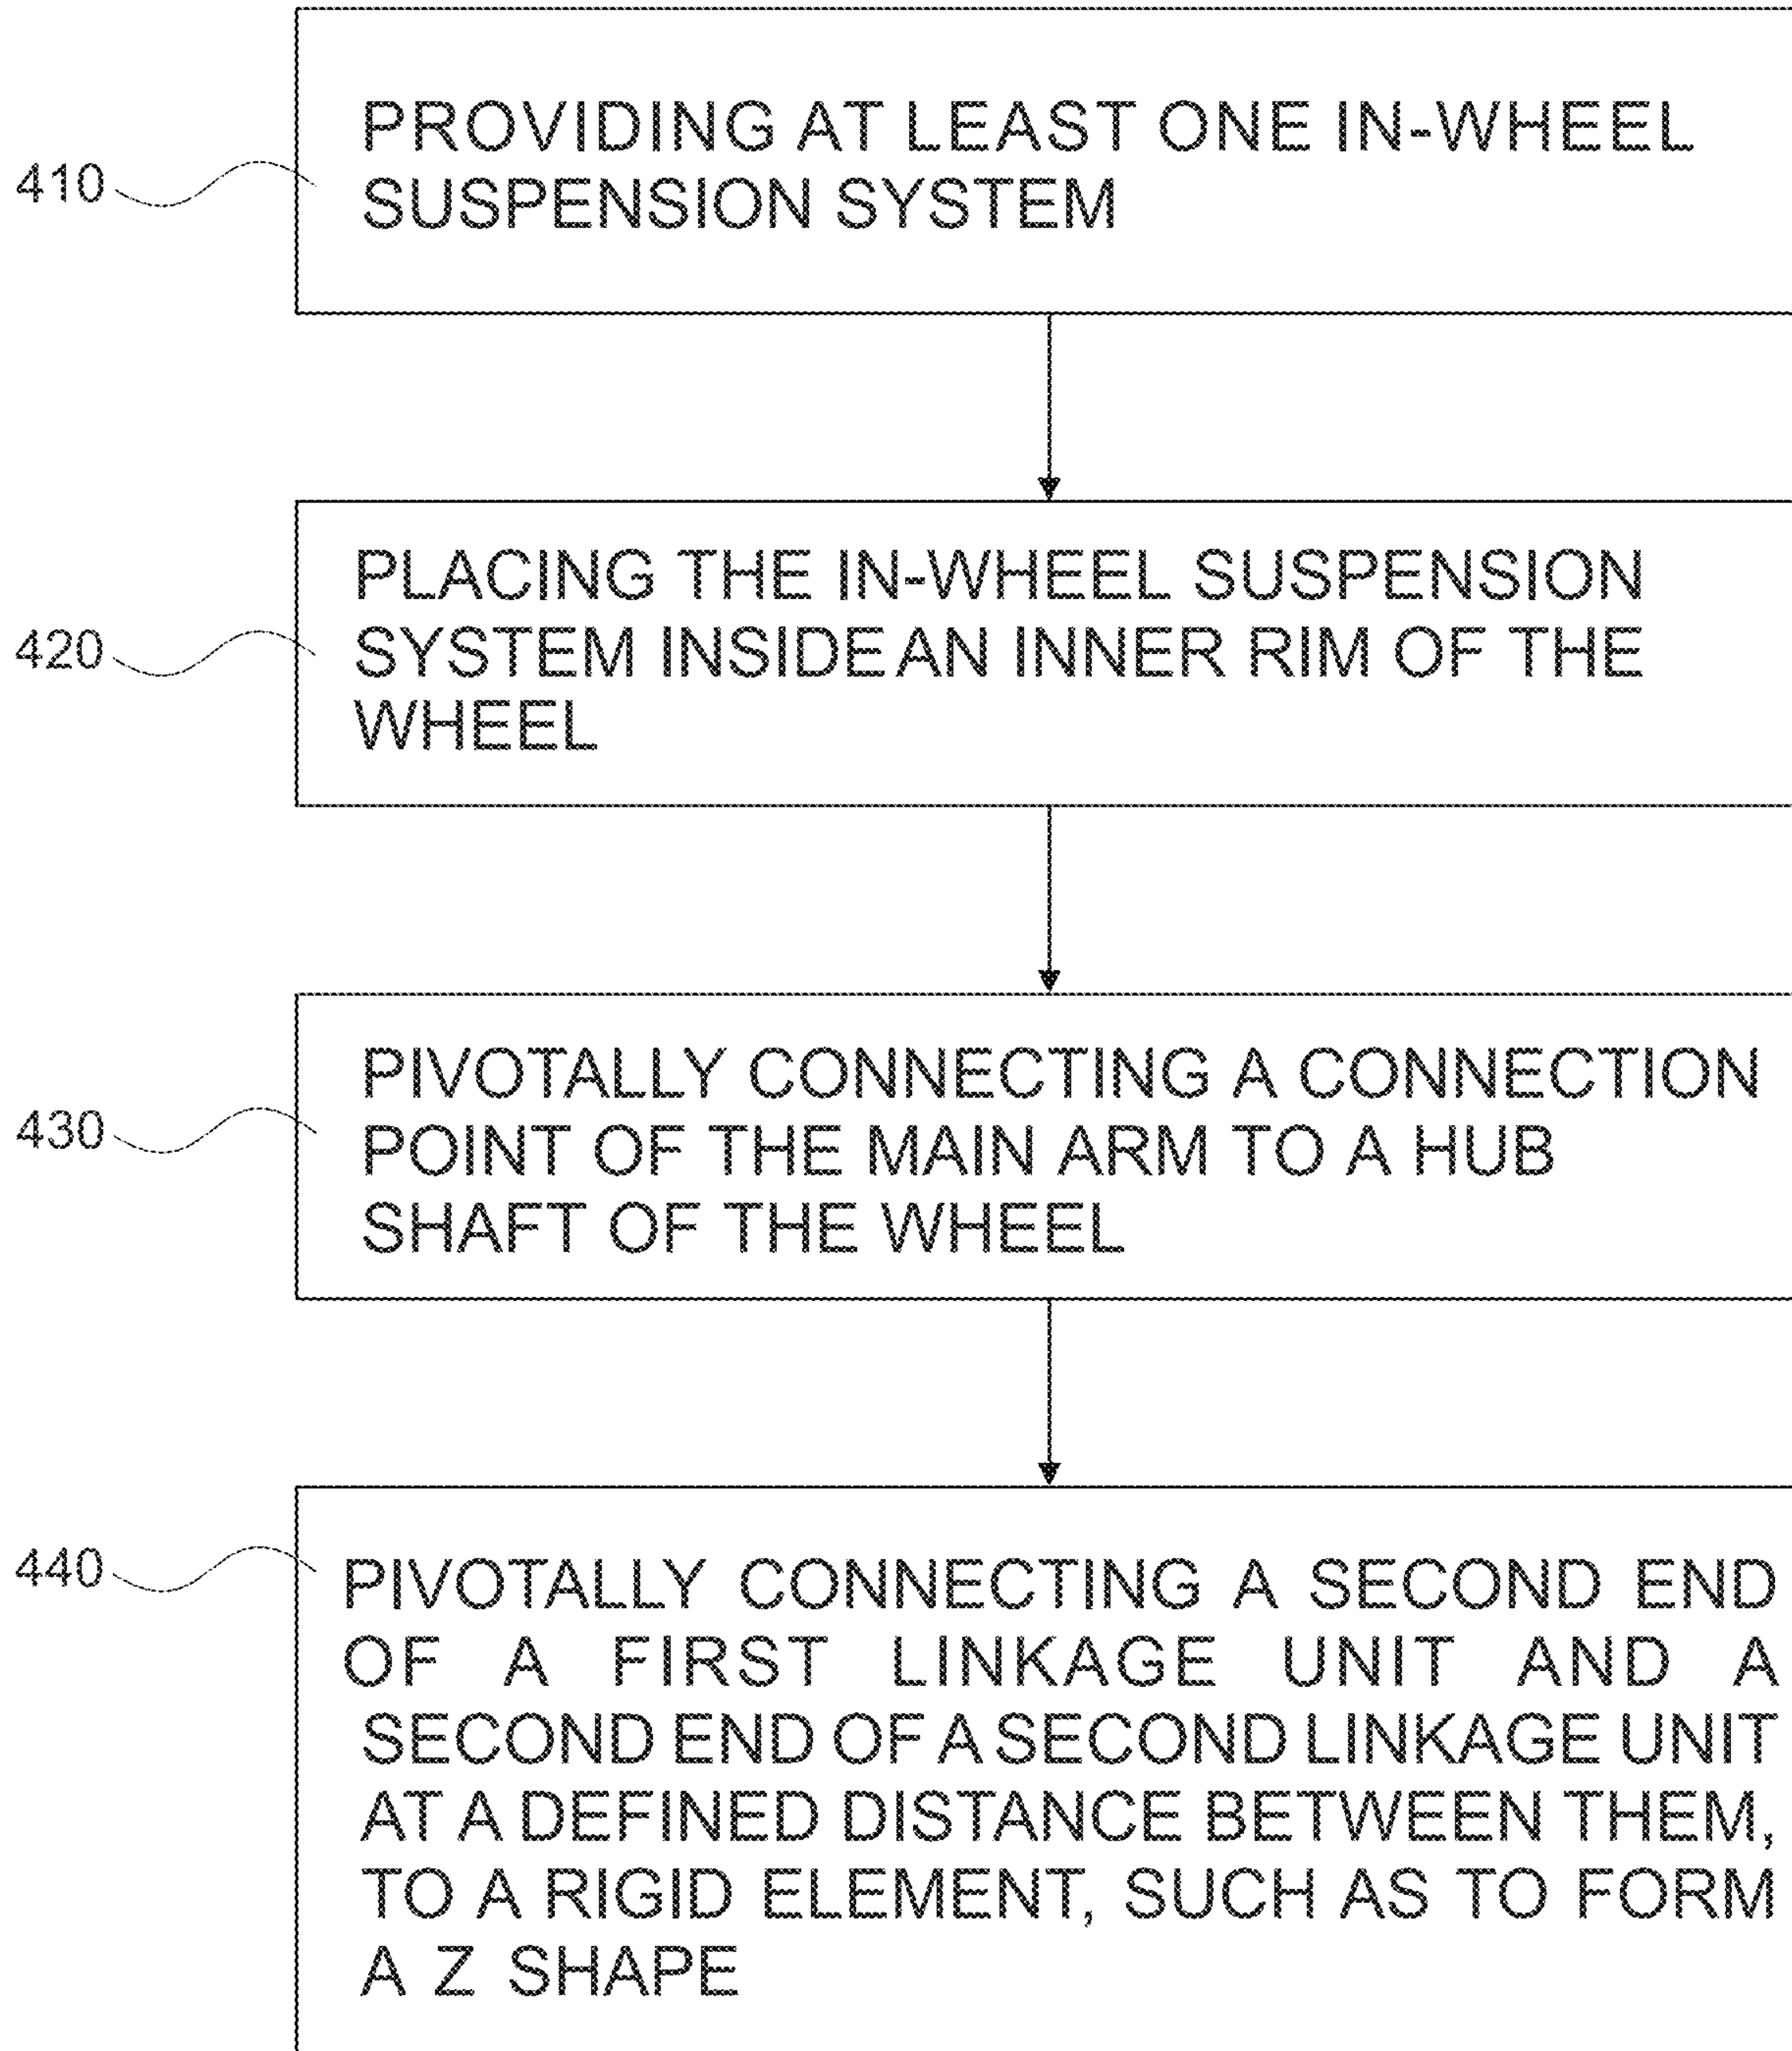 PROVIDING AT LEAST ONE IN-WHEEL
410
SUSPENSION SYSTEM
PLACING THE IN-WHEEL SUSPENSION
420
SYSTEM INSIDE AN INNER RIM OF THE
WHEEL
PIVOTALLY CONNECTING A CONNECTION
430
POINT OF THE MAIN ARM TO A HUB
SHAFT OF THE WHEEL
440
PIVOTALLY CONNECTING A SECOND END
OF A FIRST LINKAGE UNIT AND A
SECOND END OF A SECOND LINKAGE UNIT
AT A DEFINED DISTANCE BETWEEN THEM,
TO A RIGID ELEMENT, SUCH AS TO FORM
A Z SHAPE